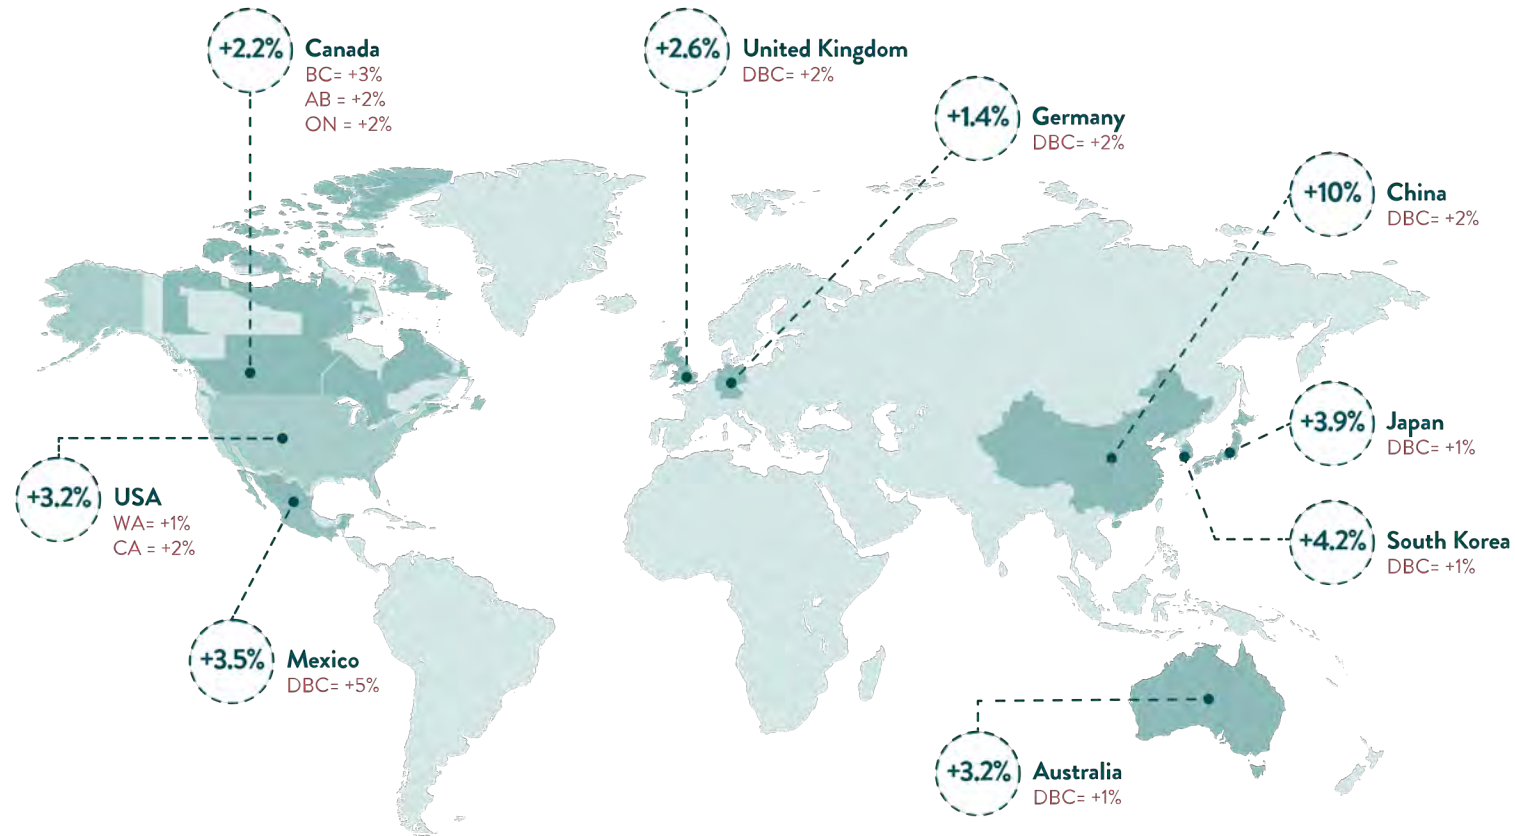 +2.2%
Canada
BC= +3%
AB = +2%
ON = +2%
+2.6%
United Kingdom
DBC= +2%
+1.4%
Germany
DBC= +2%
+10%
China
DBC= +2%
+3.9%
Japan
DBC= +1%
+3.2%
USA
WA= +1%
CA = +2%
+4.2%
South Korea
DBC= +1%
+3.5%
Mexico
DBC= +5%
+3.2%
Australia
DBC= +1%